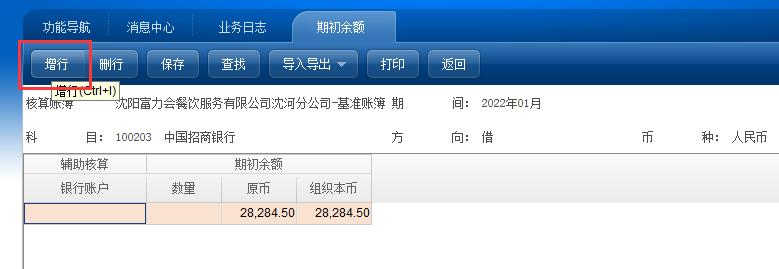 功能导航 消息中心 业务日志 期初余额
增行 删行 保存 查找 导入导出 打印 返回
增行(Ctrl+I)
核算账簿 沈阳富力会餐饮服务有限公司沈河分公司-基准账簿 期 间: 2022年01月
科 目: 100203 中国招商银行 方 向: 借 币 种: 人民币
辅助核算 期初余额
银行账户 数量 原币 组织本币
28,284.50 28,284.50